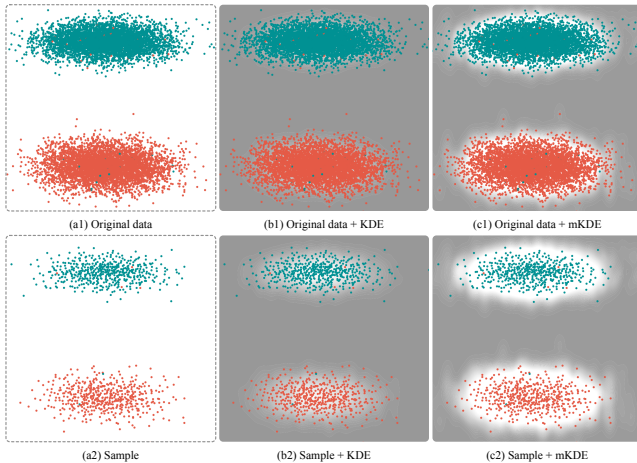 (a1) Original data
(b1) Original data + KDE
(c1) Original data + mKDE
(a2) Sample
(b2) Sample + KDE
(c2) Sample + mKDE